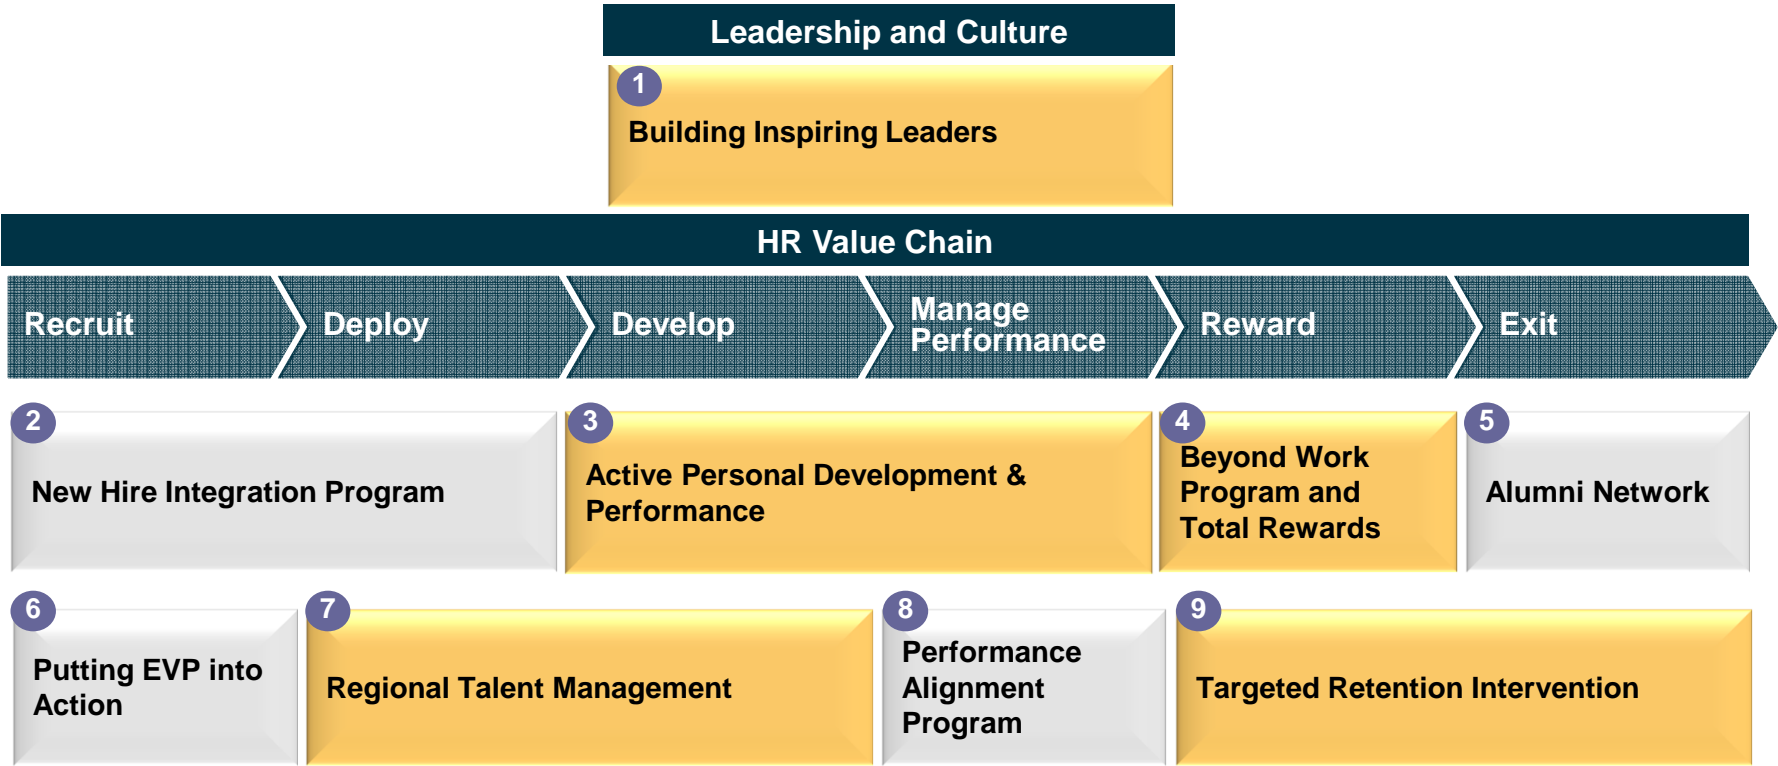 Leadership and Culture
1
Building Inspiring Leaders
HR Value Chain
Recruit
Deploy
Develop
Manage
Performance
Reward
Exit
2
New Hire Integration Program
3
Active Personal Development &
Performance
4
Beyond Work
Program and
Total Rewards
5
Alumni Network
6
Putting EVP into
Action
7
Regional Talent Management
8
Performance
Alignment
Program
9
Targeted Retention Intervention